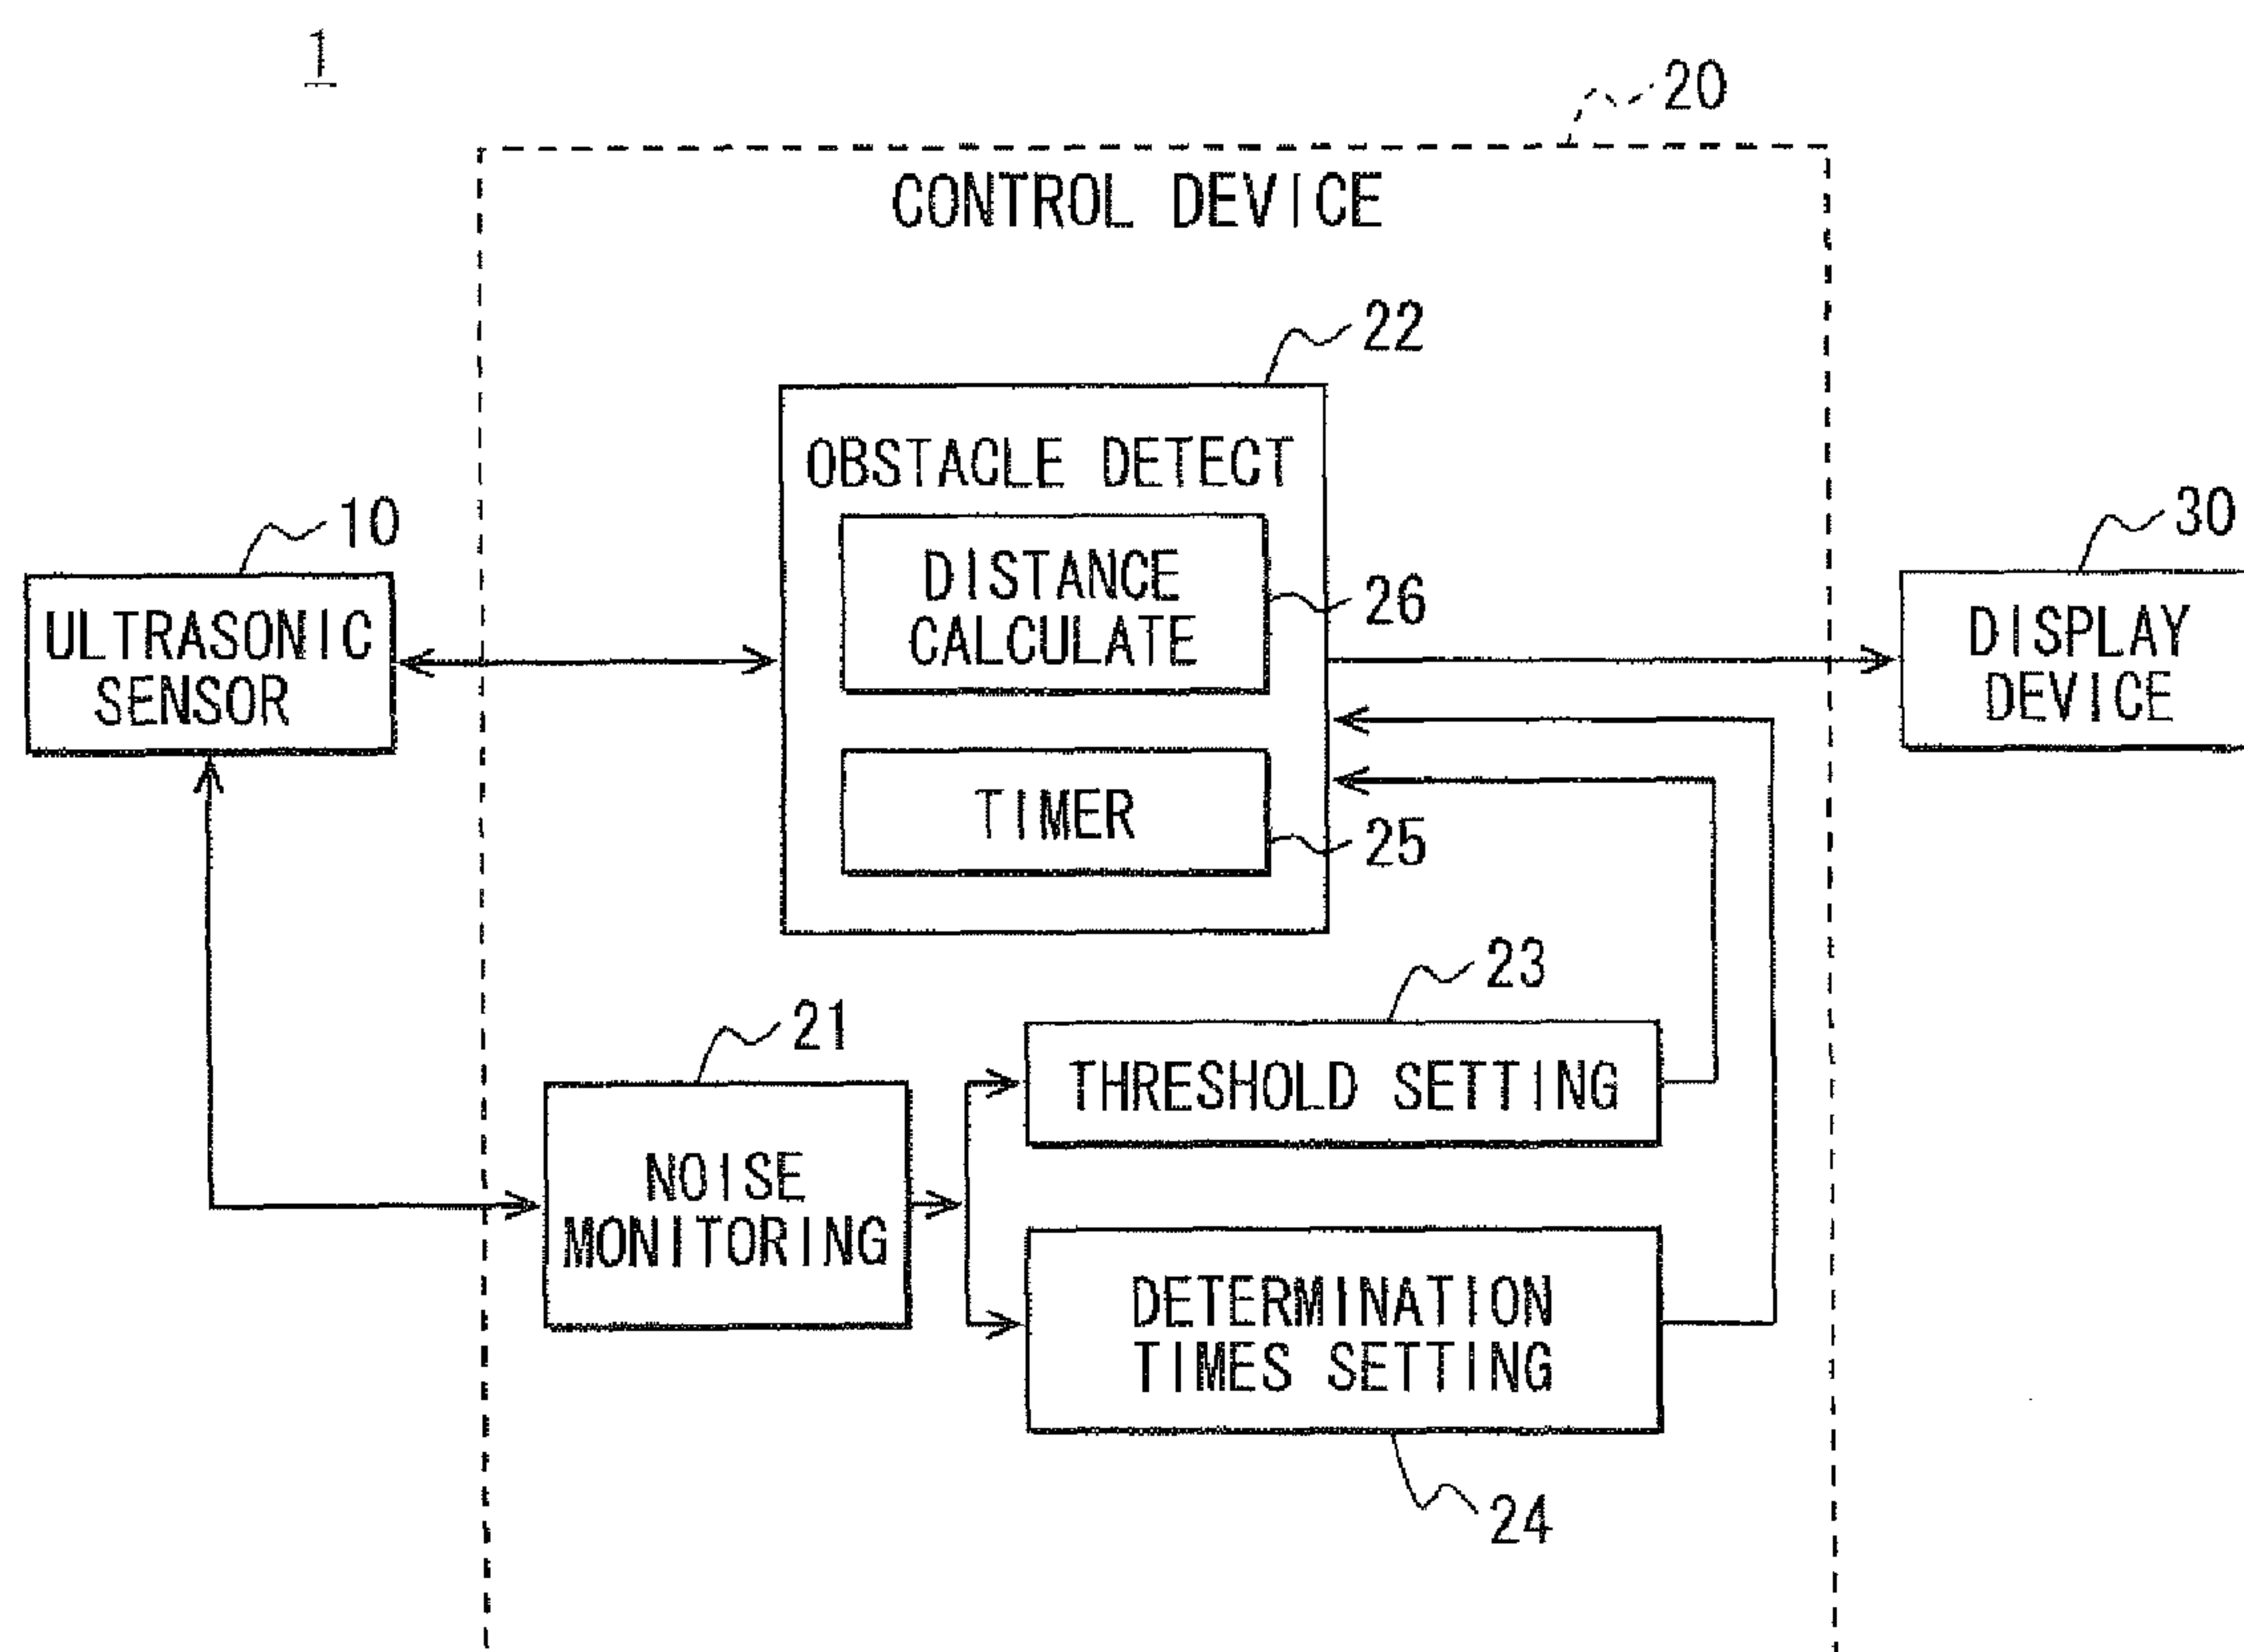 1
20
CONTROL DEVICE
22
OBSTACLE DETECT
10
30
DISTANCE
CALCULATE
26
ULTRASONIC
SENSOR
DISPLAY
DEVICE
TIMER
25
23
21
THRESHOLD SETTING
NOISE
MONITORING
DETERMINATION
TIMES SETTING
24